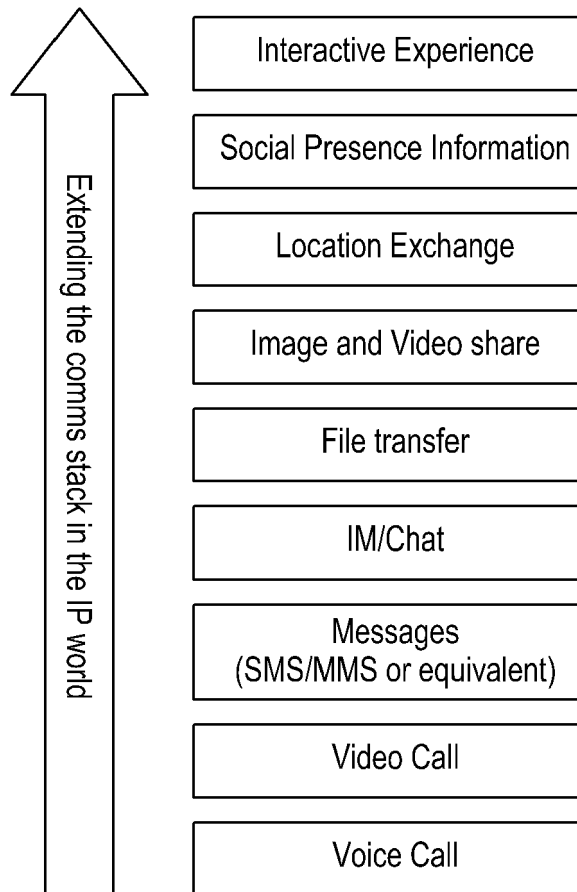 Interactive Experience
Social Presence Information
Location Exchange
Image and Video share
File transfer
IM/Chat
Messages
(SMS/MMS or equivalent)
Video Call
Voice Call
Extending the comms stack in the IP world